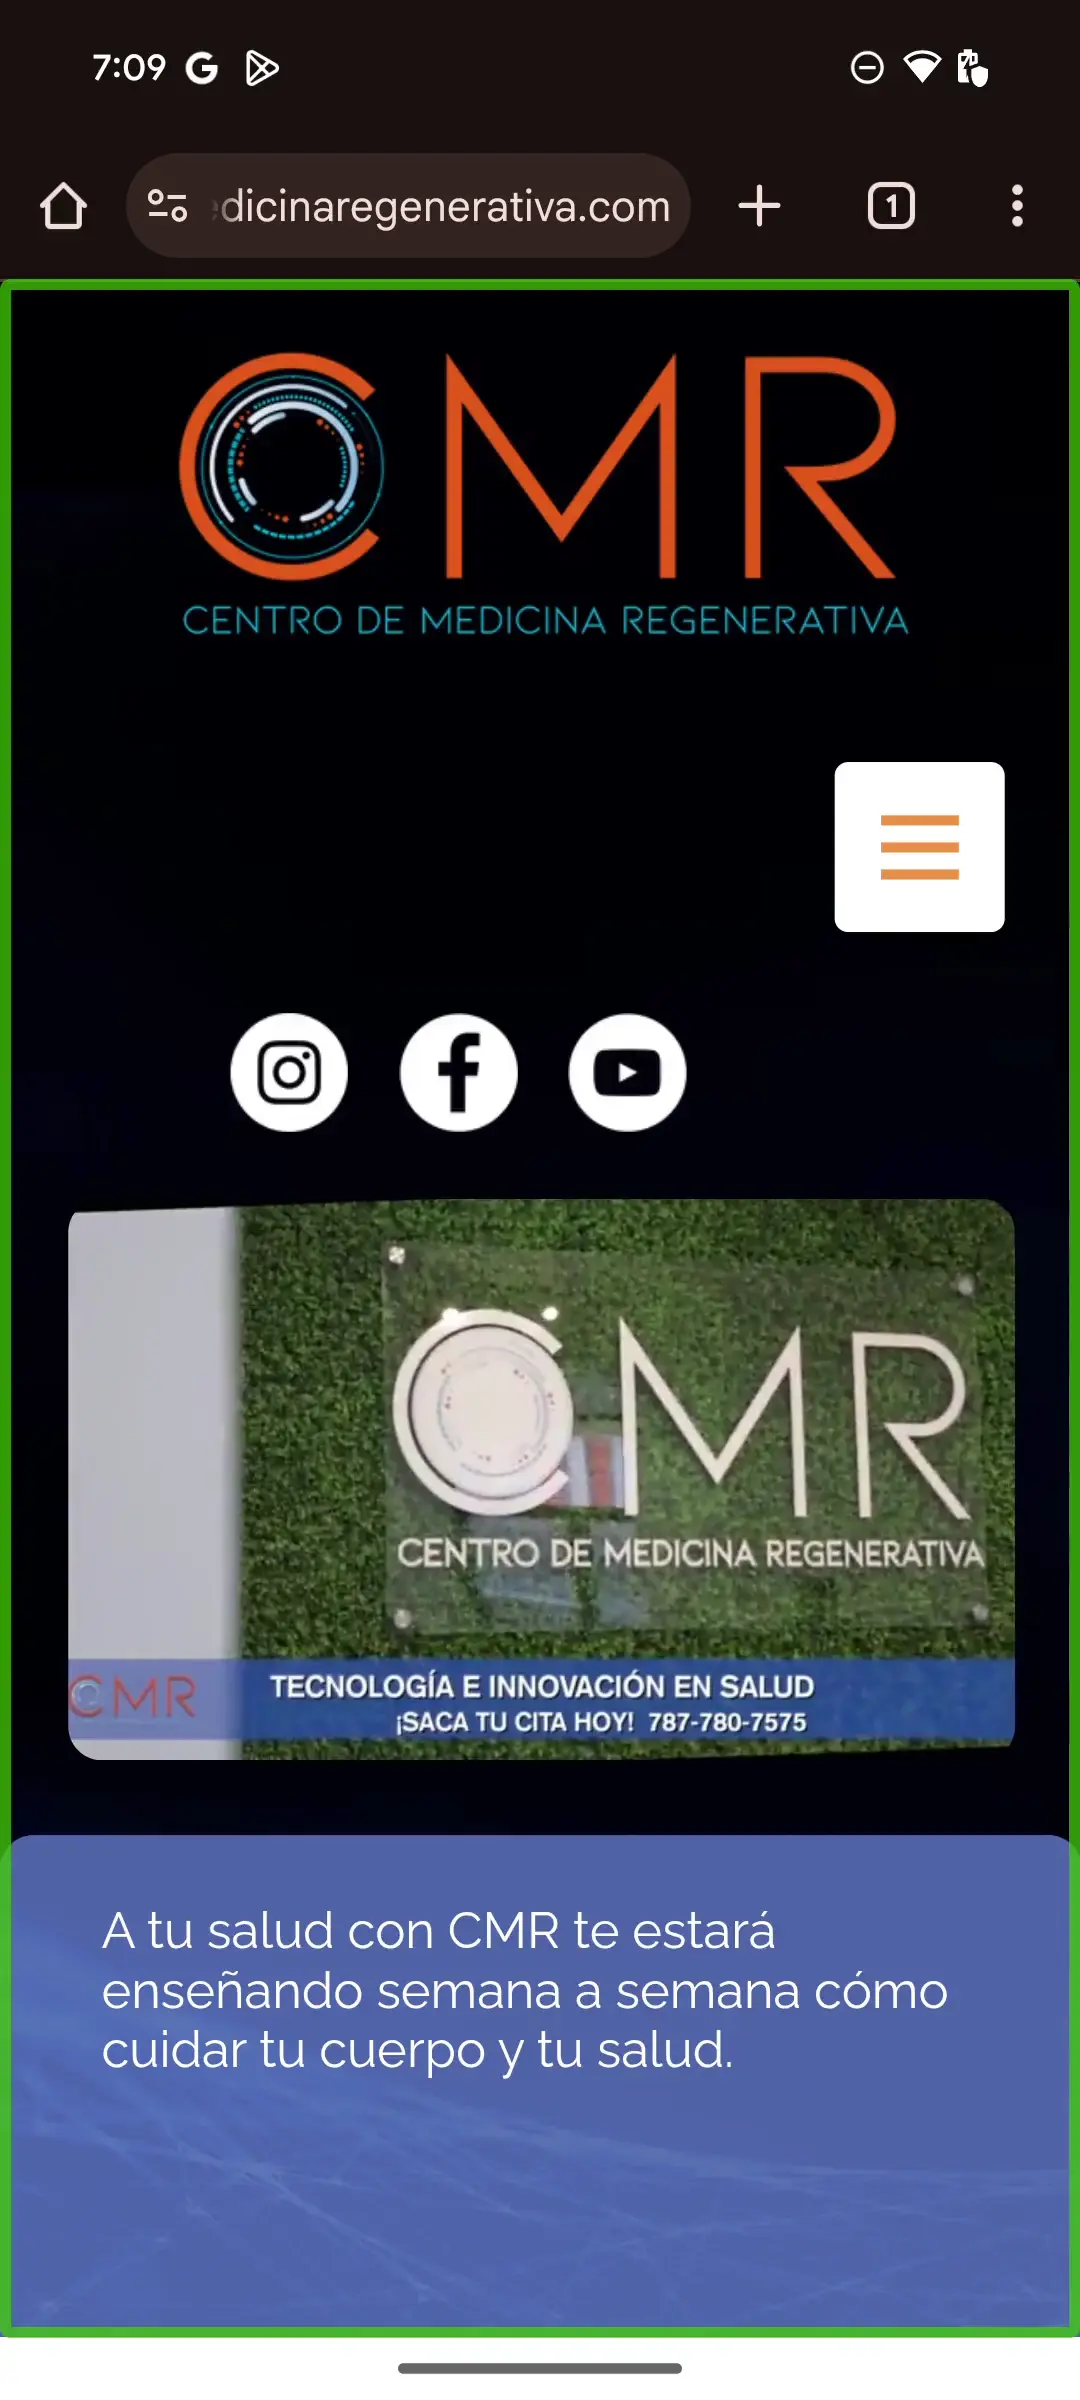 7:09
dicinaregenerativa.com
1
CMR
CENTRO DE MEDICINA REGENERATIVA
CMR
CENTRO DE MEDICINA REGENERATIVA
CMR
TECNOLOGÍA E INNOVACIÓN EN SALUD
¡SACA TU CITA HOY! 787-780-7575
A tu salud con CMR te estará
enseñando semana a semana cómo
cuidar tu cuerpo y tu salud.